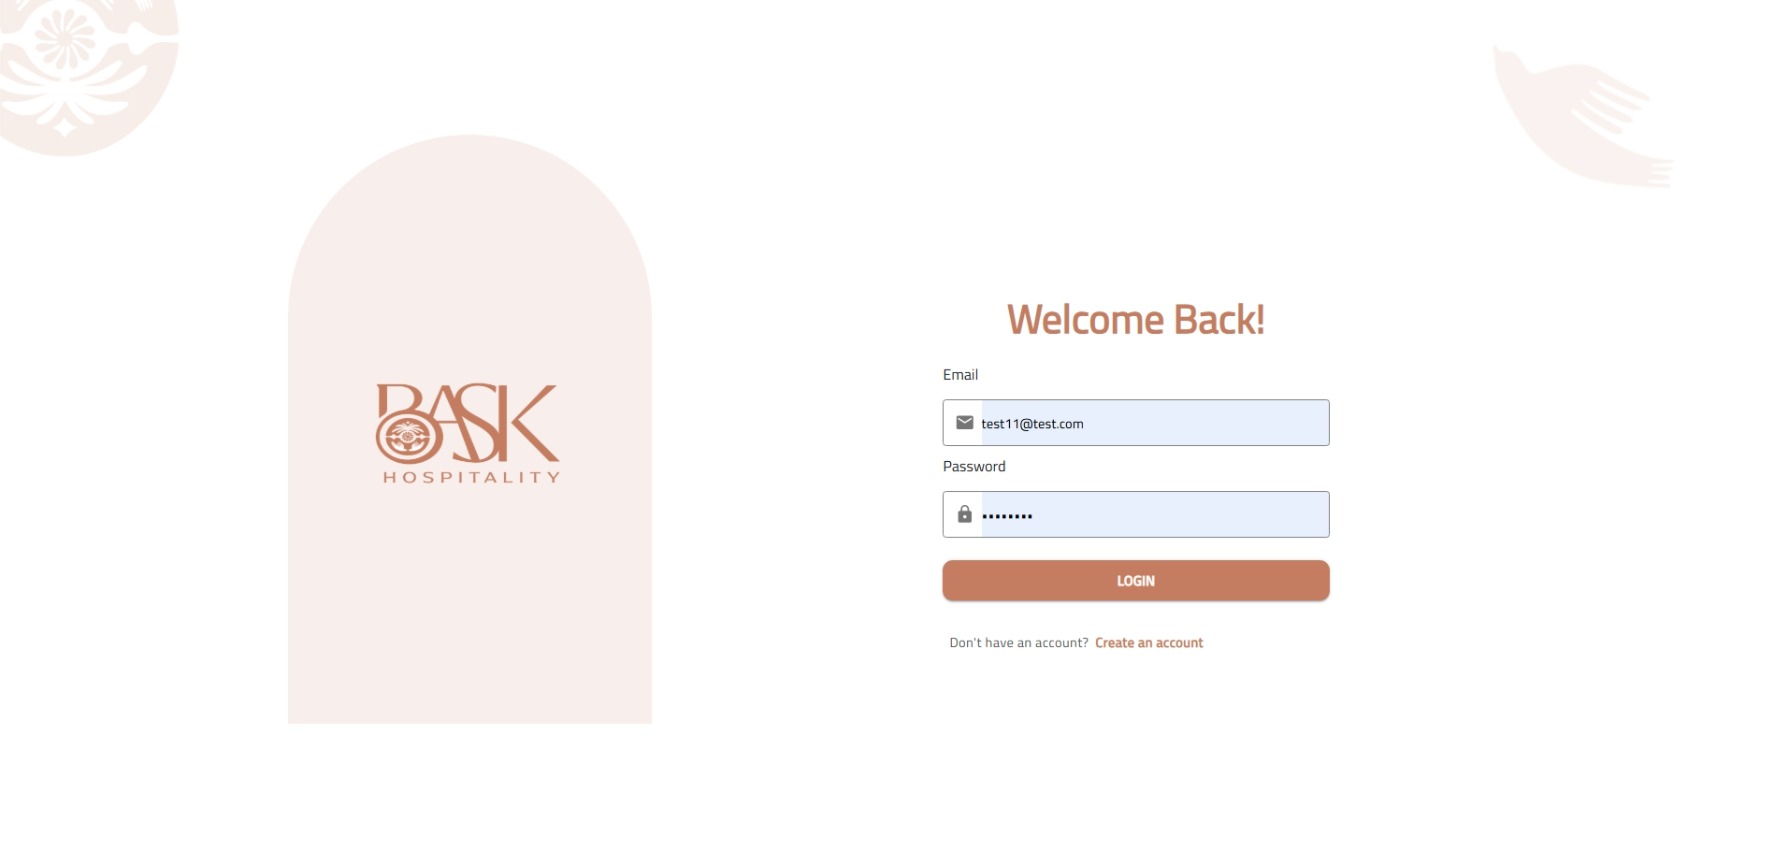 BASK
HOSPITALITY
Welcome Back!
Email
test11@test.com
Password
••••••••
LOGIN
Don't have an account? Create an account